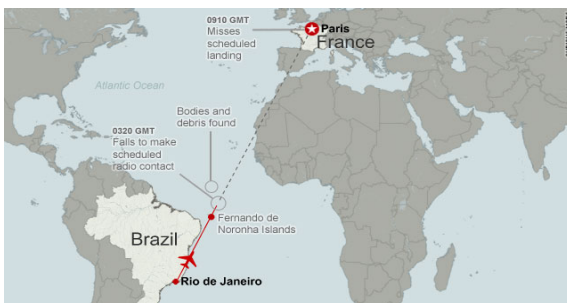 0910 GMT
Misses
scheduled
landing
Paris
France
Atlantic Ocean
Bodies and
debris found
0320 GMT
Fails to make
scheduled
radio contact
Fernando de
Noronha Islands
Brazil
Rio de Janeiro